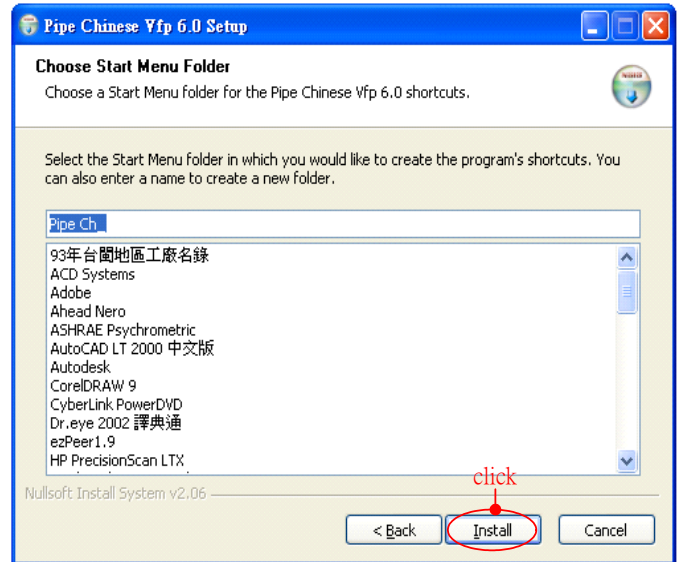 Pipe Chinese Vfp 6.0 Setup
Choose Start Menu Folder
Choose a Start Menu folder for the Pipe Chinese Vfp 6.0 shortcuts.
Select the Start Menu folder in which you would like to create the program's shortcuts. You
can also enter a name to create a new folder.
Pipe Ch_
93年台閩地區工廠名錄
ACD Systems
Adobe
Ahead Nero
ASHRAE Psychrometric
AutoCAD LT 2000 中文版
Autodesk
CorelDRAW 9
CyberLink PowerDVD
Dr.eye 2002 譯典通
ezPeer1.9
HP PrecisionScan LTX
click
Nullsoft Install System v2.06
< Back Install Cancel